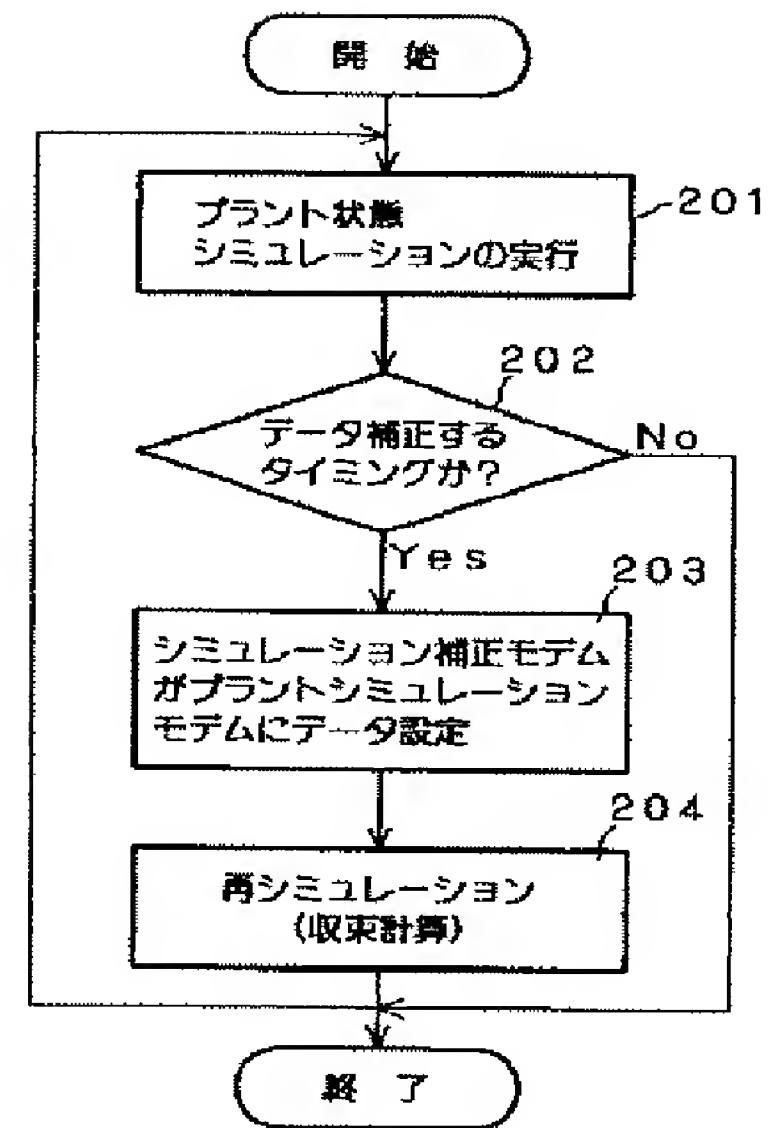 開 始
プラント状態
シミュレーションの実行
201
202
データ補正する
タイミングか?
No
Yes
203
シミュレーション補正モデム
がプラントシミュレーション
モデムにデータ設定
204
再シミュレーション
(収束計算)
終 了